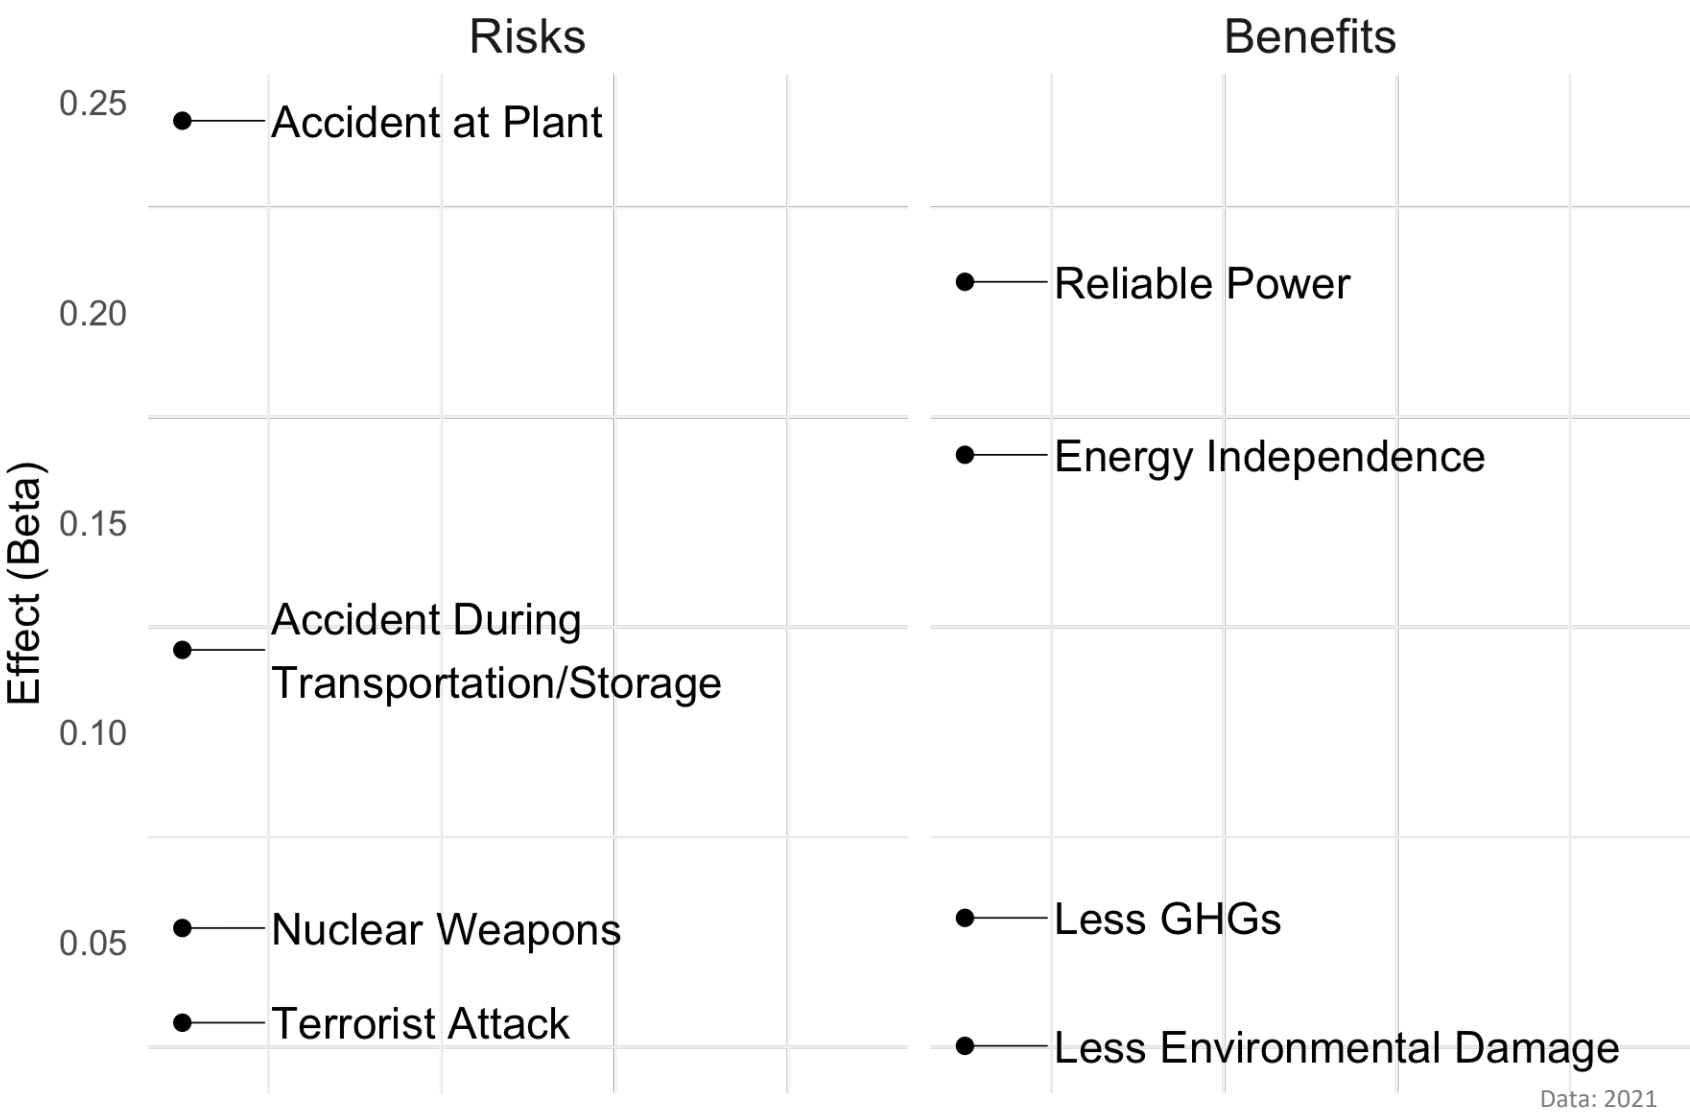 Risks
Benefits
0.25
Accident at Plant
Reliable Power
0.20
Energy Independence
Effect (Beta)
0.15
Accident During
Transportation/Storage
0.10
Nuclear Weapons
Less GHGs
0.05
Terrorist Attack
Less Environmental Damage
Data: 2021